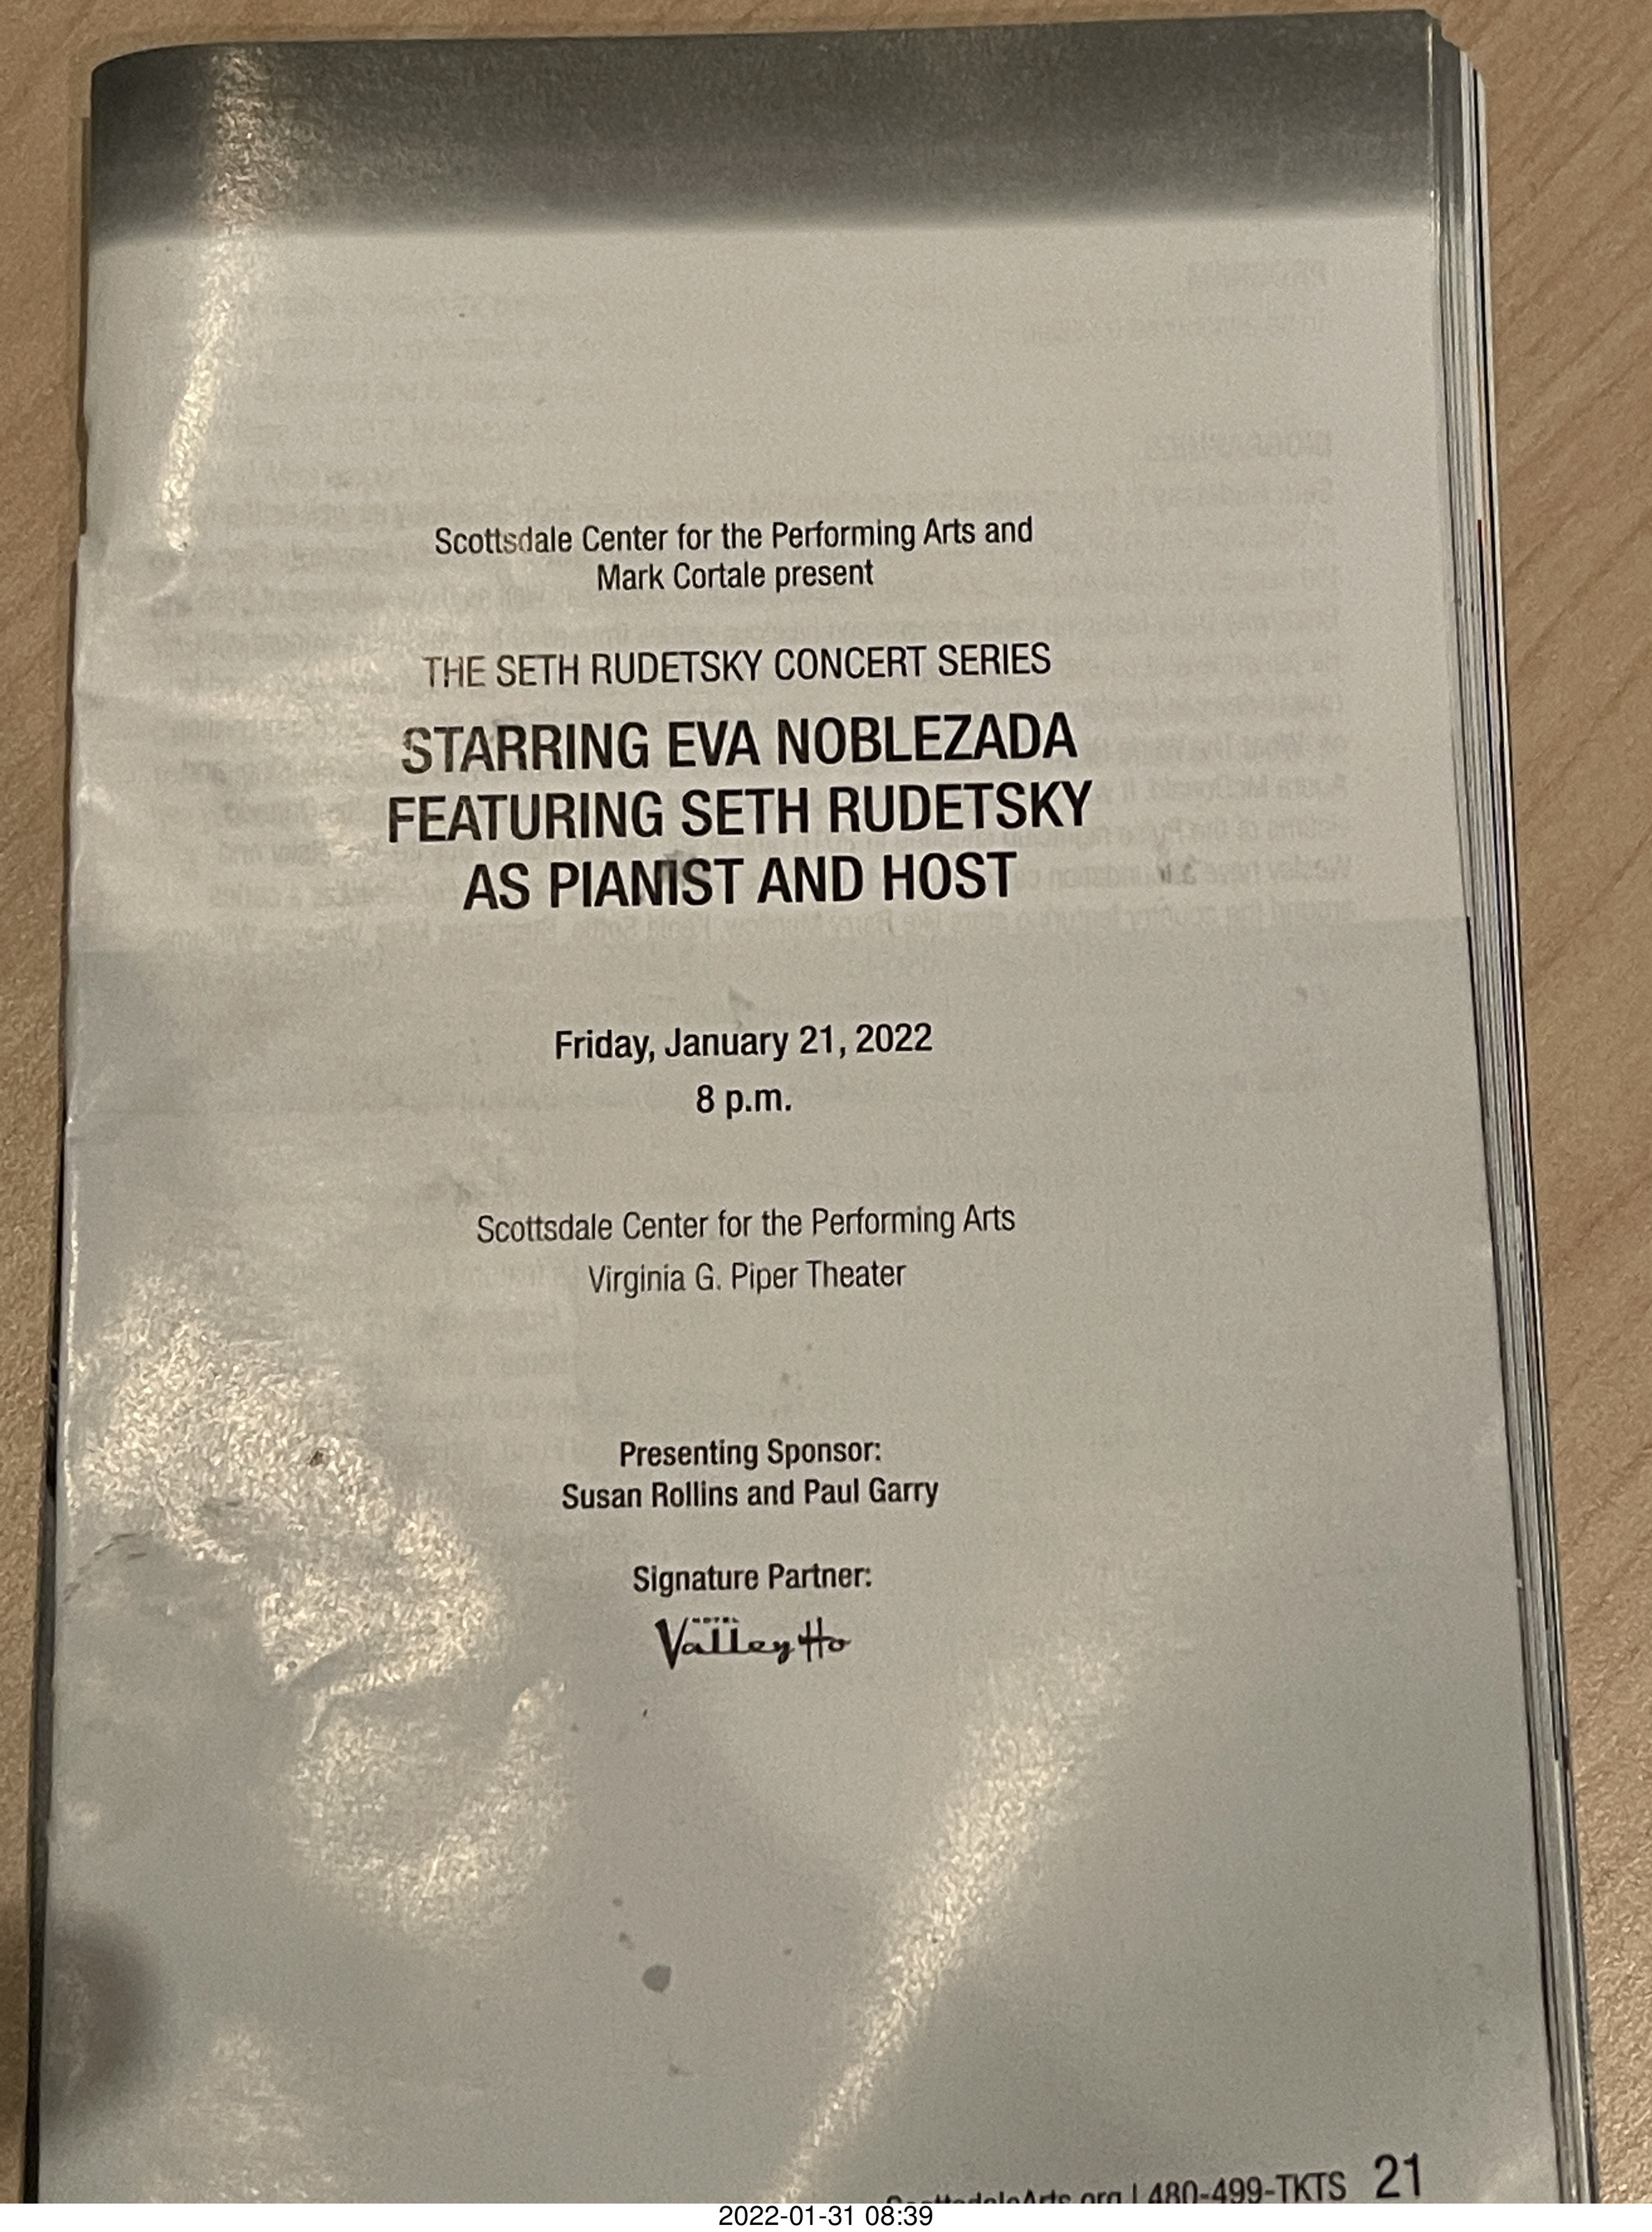 Scottsdale Center for the Performing Arts and
Mark Cortale present
THE SETH RUDETSKY CONCERT SERIES
STARRING EVA NOBLEZADA
FEATURING SETH RUDETSKY
AS PIANIST AND HOST
Friday, January 21, 2022
8 p.m.
Scottsdale Center for the Performing Arts
Virginia G. Piper Theater
Presenting Sponsor:
Susan Rollins and Paul Garry
Signature Partner:
HOTEL
Valley Ho
ScottsdaleArts.org | 480-499-TKTS 21
2022-01-31 08:39